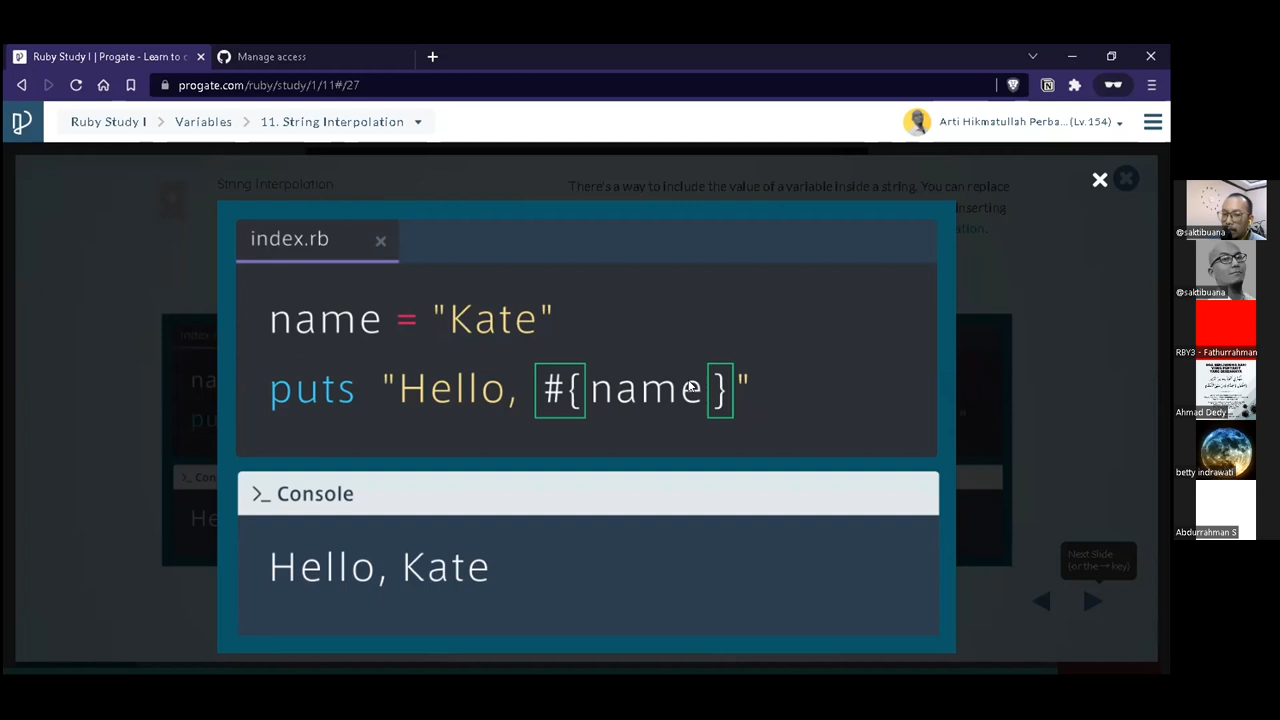 Ruby Study I | Progate - Learn to c
Manage access
progate.com/ruby/study/1/11#/27
Ruby Study I
Variables
11. String Interpolation
Arti Hikmatullah Perba...(Lv.154)
String Interpolation
There's a way to include the value of a variable inside a string. You can replace
inserting
index.rb
name = "Kate"
puts "Hello, #{name}"
>_ Console
Hello, Kate
Next Slide
(or the → key)
@saktibuana
@saktibuana
RBY3 - Fathurrahman
Ahmad Dedy
betty indrawati
Abdurrahman S